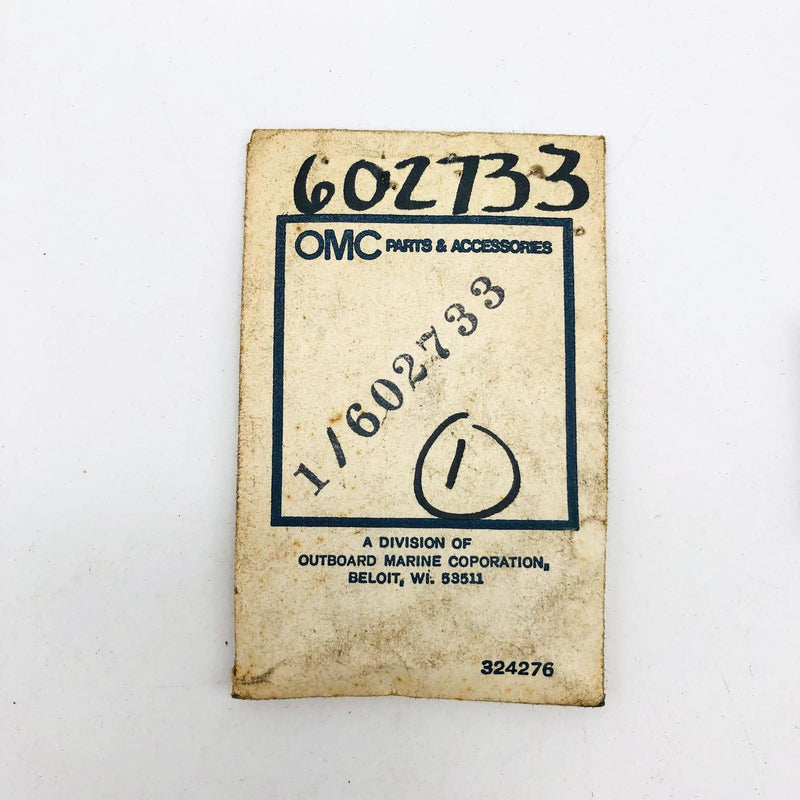 602733
OMC PARTS & ACCESSORIES
1/602733
1
A DIVISION OF
OUTBOARD MARINE COPORATION,
BELOIT, WI. 53511
324276